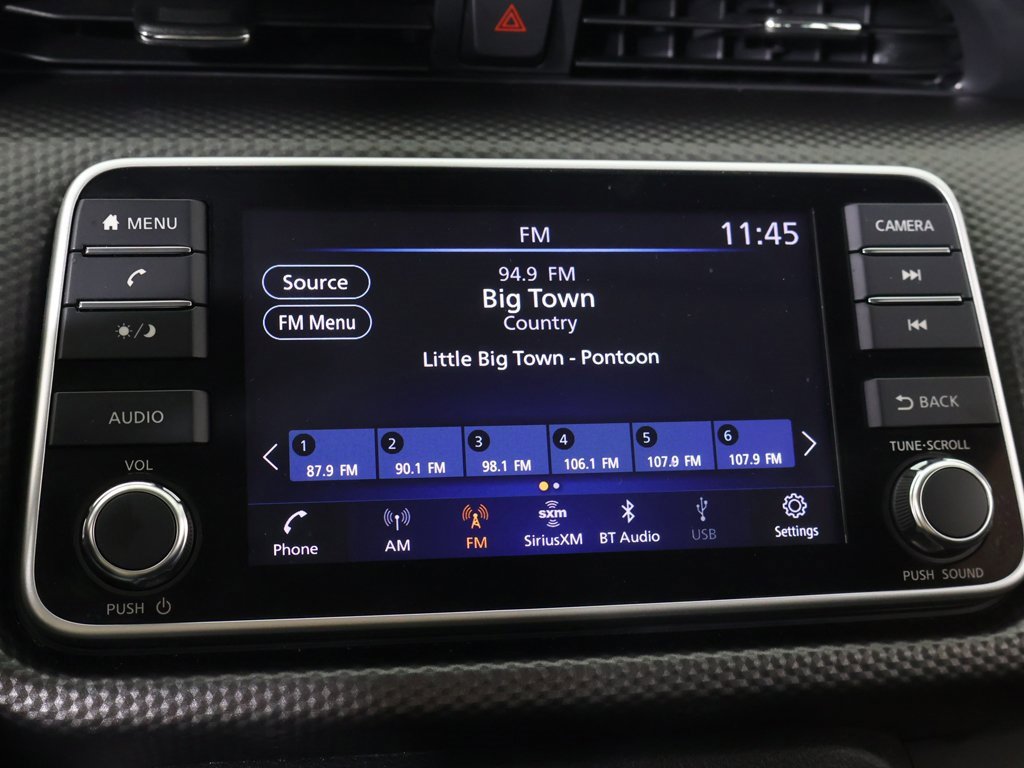 MENU
AUDIO
VOL
PUSH
FM
11:45
Source
FM Menu
94.9 FM
Big Town
Country
Little Big Town - Pontoon
1
87.9 FM
2
90.1 FM
3
98.1 FM
4
106.1 FM
5
107.9 FM
6
107.9 FM
Phone
AM
FM
sxm
SiriusXM
BT Audio
USB
Settings
CAMERA
BACK
TUNE·SCROLL
PUSH SOUND